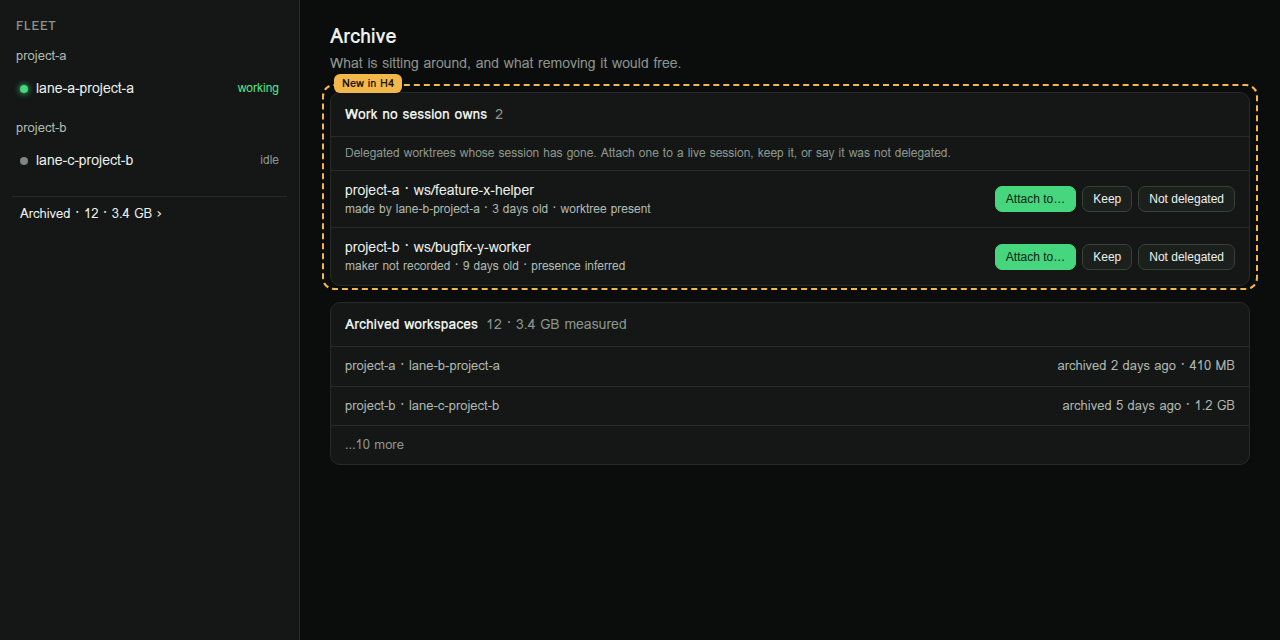 FLEET
project-a
lane-a-project-a working
project-b
lane-c-project-b idle
Archived · 12 · 3.4 GB ›
Archive
What is sitting around, and what removing it would free.
New in H4
Work no session owns 2
Delegated worktrees whose session has gone. Attach one to a live session, keep it, or say it was not delegated.
project-a · ws/feature-x-helper
made by lane-b-project-a · 3 days old · worktree present
Attach to... Keep Not delegated
project-b · ws/bugfix-y-worker
maker not recorded · 9 days old · presence inferred
Attach to... Keep Not delegated
Archived workspaces 12 · 3.4 GB measured
project-a · lane-b-project-a archived 2 days ago · 410 MB
project-b · lane-c-project-b archived 5 days ago · 1.2 GB
...10 more